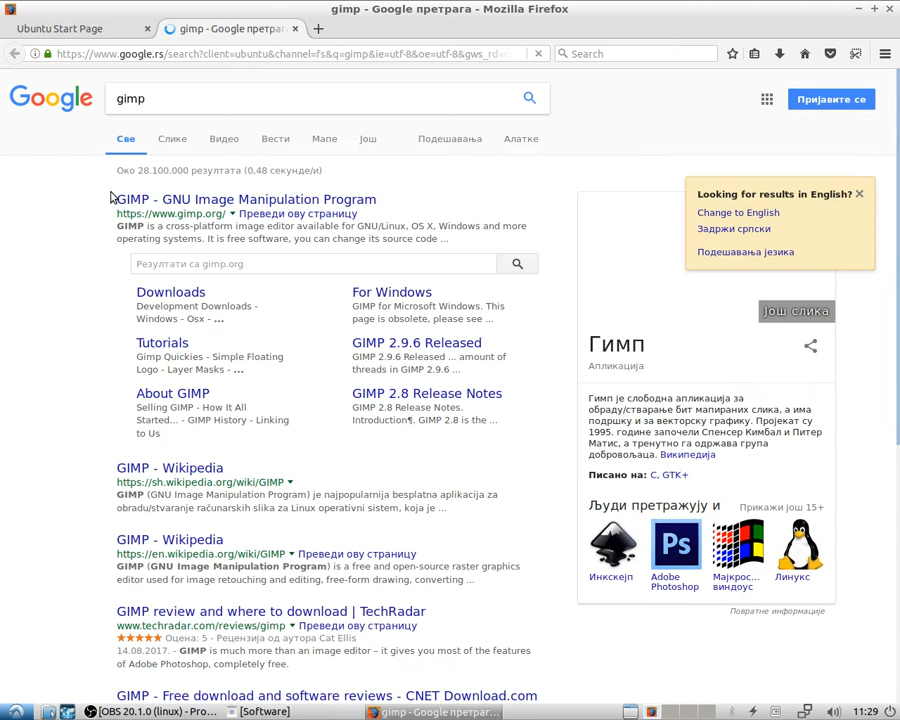 gimp - Google претрага - Mozilla Firefox
Ubuntu Start Page
gimp - Google претраг
https://www.google.rs/search?client=ubuntu&channel=fs&q=gimp&ie=utf-8&oe=utf-8&gws_rd=
Search
Google
gimp
Пријавите се
Све Слике Видео Вести Мапе Још Подешавања Алатке
Око 28.100.000 резултата (0,48 секунде/и)
GIMP - GNU Image Manipulation Program
https://www.gimp.org/ Преведи ову страницу
GIMP is a cross-platform image editor available for GNU/Linux, OS X, Windows and more
operating systems. It is free software, you can change its source code ...
Резултати са gimp.org
Downloads
Development Downloads -
Windows - Osx - ...
For Windows
GIMP for Microsoft Windows. This
page is obsolete, please see ...
Tutorials
Gimp Quickies - Simple Floating
Logo - Layer Masks - ...
GIMP 2.9.6 Released
GIMP 2.9.6 Released ... amount of
threads in GIMP 2.9.6 ...
About GIMP
Selling GIMP - How It All
Started... - GIMP History - Linking
to Us
GIMP 2.8 Release Notes
GIMP 2.8 Release Notes.
Introduction¶. GIMP 2.8 is the ...
GIMP - Wikipedia
https://sh.wikipedia.org/wiki/GIMP
GIMP (GNU Image Manipulation Program) je najpopularnija besplatna aplikacija za
obradu/stvaranje računarskih slika za Linux operativni sistem, koja je ...
GIMP - Wikipedia
https://en.wikipedia.org/wiki/GIMP Преведи ову страницу
GIMP (GNU Image Manipulation Program) is a free and open-source raster graphics
editor used for image retouching and editing, free-form drawing, converting ...
GIMP review and where to download | TechRadar
www.techradar.com/reviews/gimp Преведи ову страницу
Оцена: 5 - Рецензија од аутора Cat Ellis
14.08.2017. - GIMP is much more than an image editor – it gives you most of the features
of Adobe Photoshop, completely free.
GIMP - Free download and software reviews - CNET Download.com
Looking for results in English?
Change to English
Задржи српски
Подешавања језика
Још слика
Гимп
Апликација
Гимп је слободна апликација за
обраду/стварање бит мапираних слика, а има
подршку и за векторску графику. Пројекат су
1995. године започели Спенсер Кимбал и Питер
Матис, а тренутно га одржава група
добровољаца. Википедија
Писано на: C, GTK+
Људи претражују и
Прикажи још 15+
Ps
Инкскејп
Adobe
Photoshop
Мајкрос...
виндоус
Линукс
Повратне информације
[OBS 20.1.0 (linux) - Pro...
[Software]
gimp - Google претраг...
11:29